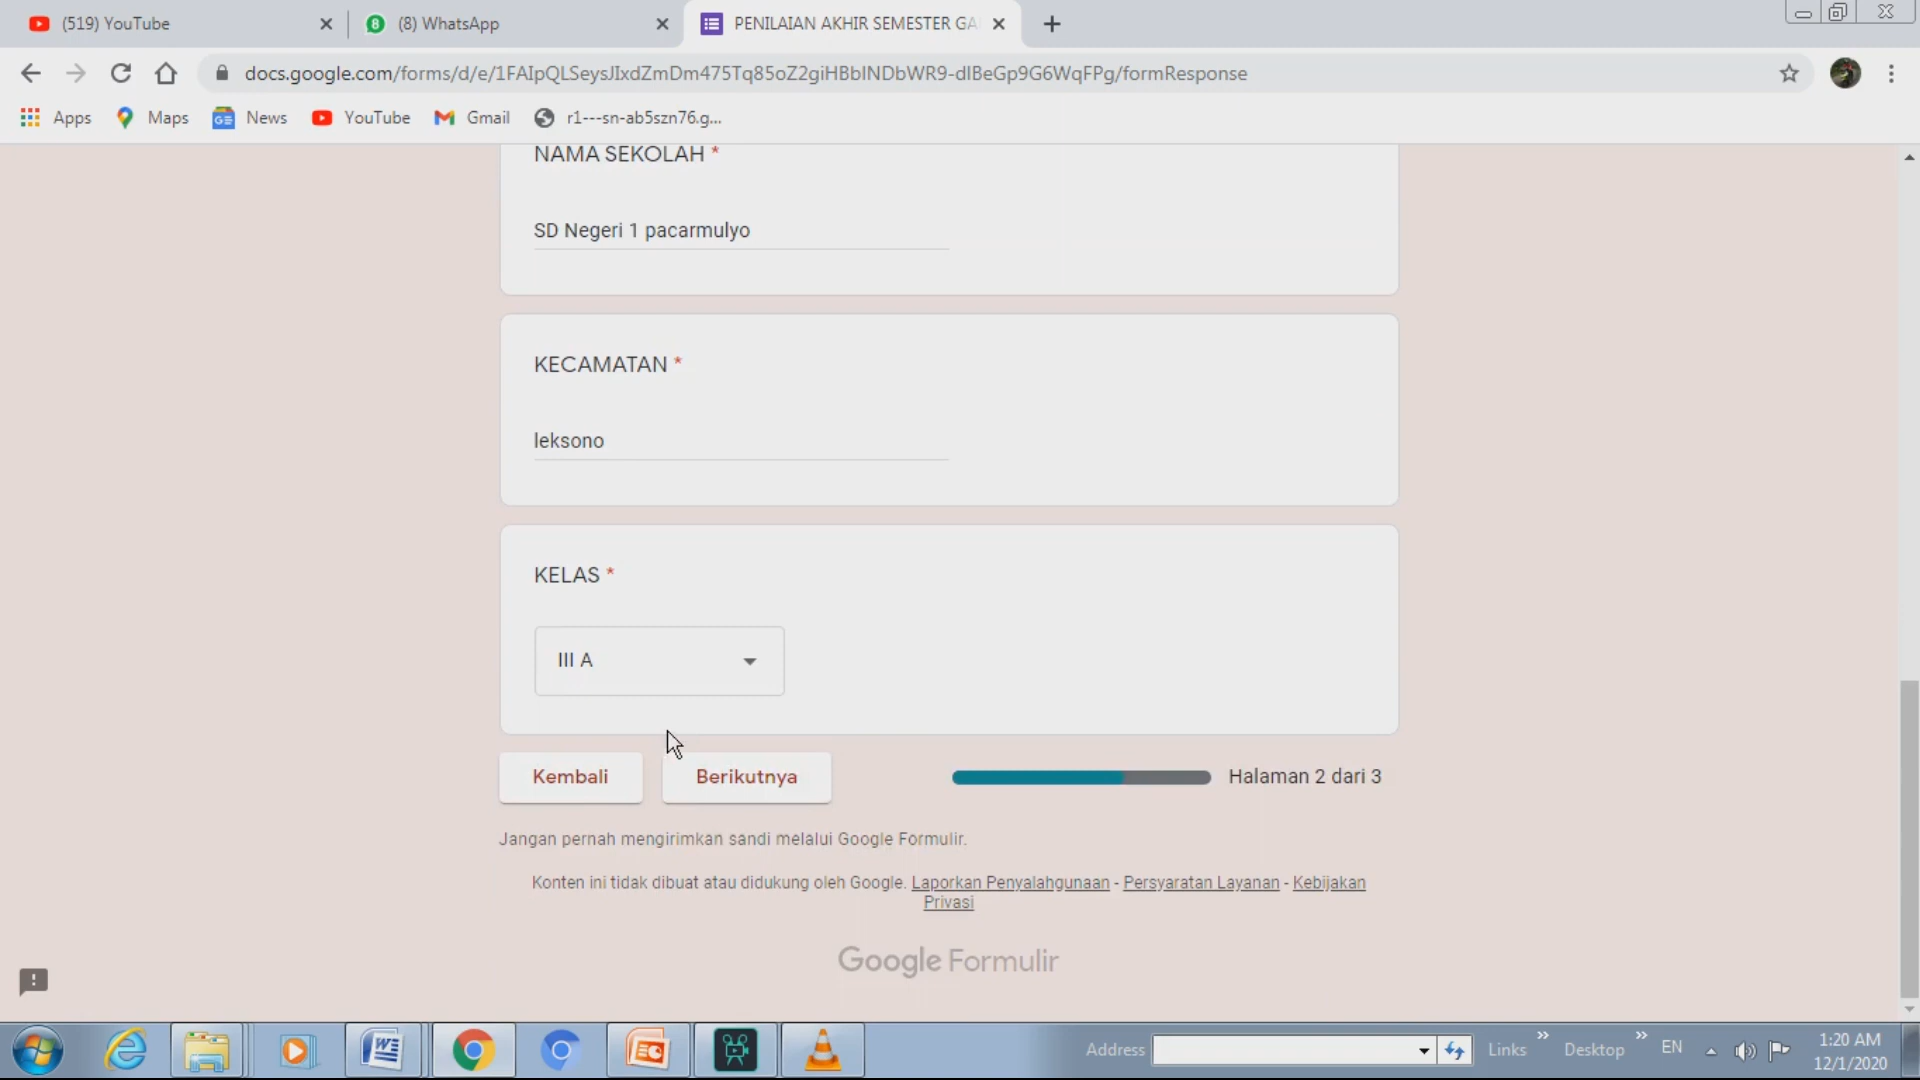 (519) YouTube
(8) WhatsApp
PENILAIAN AKHIR SEMESTER GA
docs.google.com/forms/d/e/1FAIpQLSeysJIxdZmDm475Tq85oZ2giHBbINDbWR9-dIBeGp9G6WqFPg/formResponse
Apps
Maps
News
YouTube
Gmail
r1---sn-ab5szn76.g...
NAMA SEKOLAH *
SD Negeri 1 pacarmulyo
KECAMATAN *
leksono
KELAS *
III A
Kembali
Berikutnya
Halaman 2 dari 3
Jangan pernah mengirimkan sandi melalui Google Formulir.
Konten ini tidak dibuat atau didukung oleh Google. Laporkan Penyalahgunaan - Persyaratan Layanan - Kebijakan
Privasi
Google Formulir
Address
Links
Desktop
EN
1:20 AM
12/1/2020